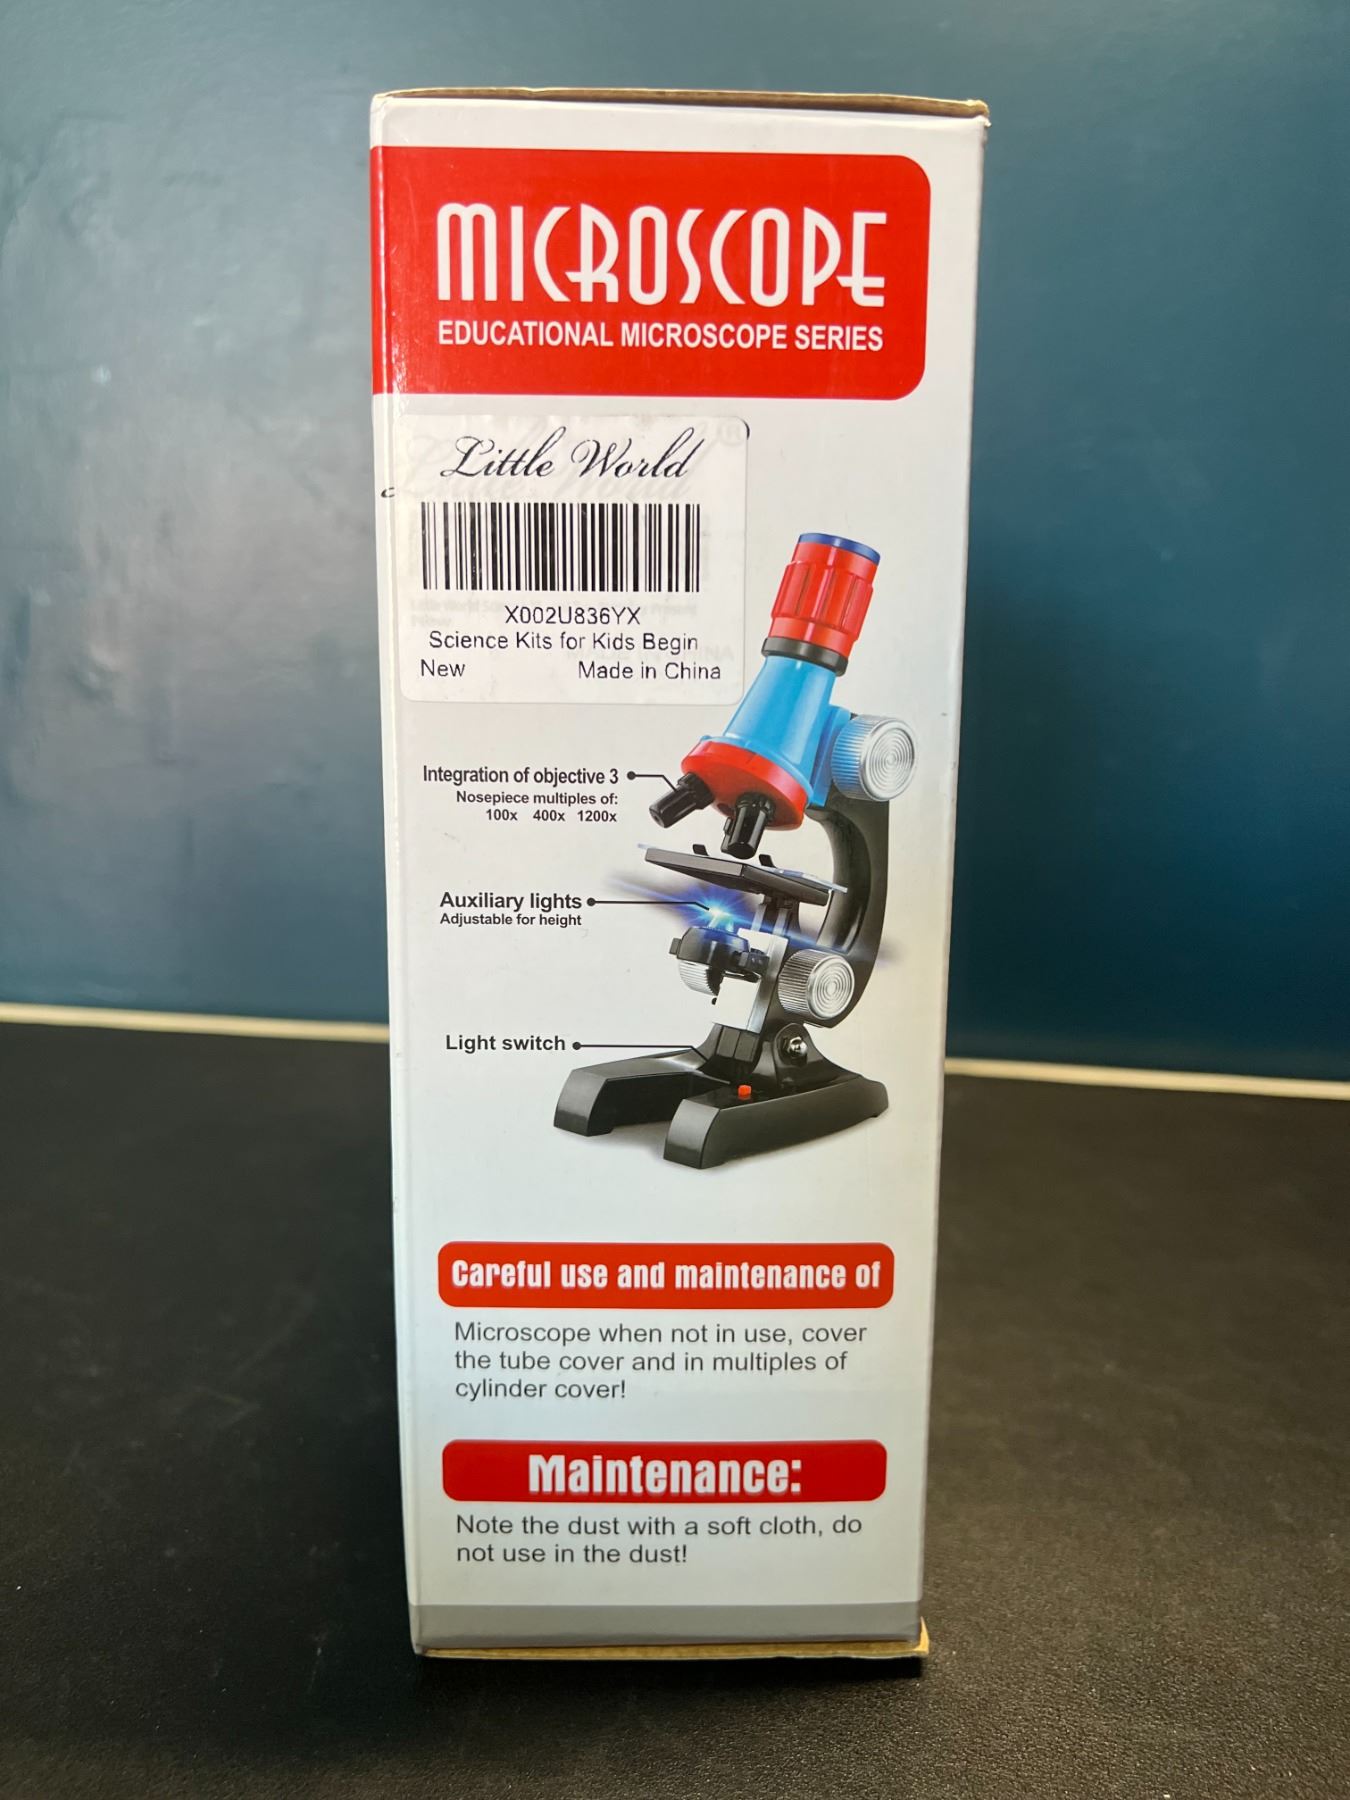 MICROSCOPE
EDUCATIONAL MICROSCOPE SERIES
Little World
X002U836YX
Science Kits for Kids Begin
New Made in China
Integration of objective 3
Nosepiece multiples of:
100x 400x 1200x
Auxiliary lights
Adjustable for height
Light switch
Careful use and maintenance of
Microscope when not in use, cover
the tube cover and in multiples of
cylinder cover!
Maintenance:
Note the dust with a soft cloth, do
not use in the dust!